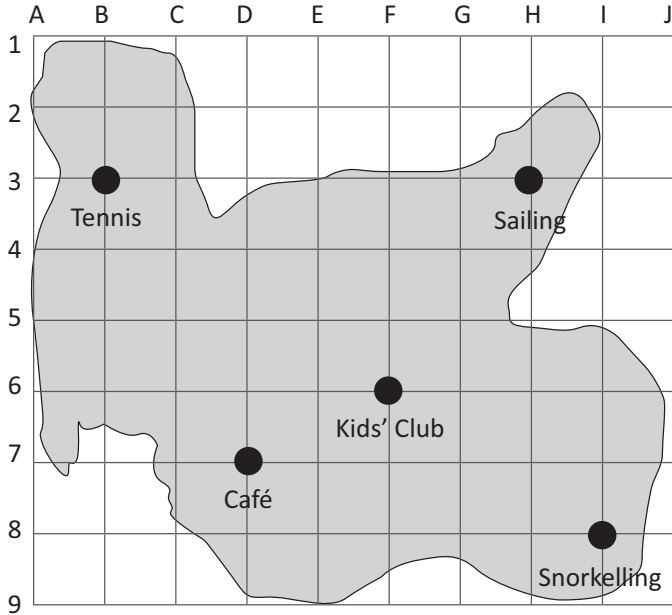 A B C D E F G H I J
1
2
3
Tennis
Sailing
4
5
6
Kids’ Club
7
Café
8
Snorkelling
9